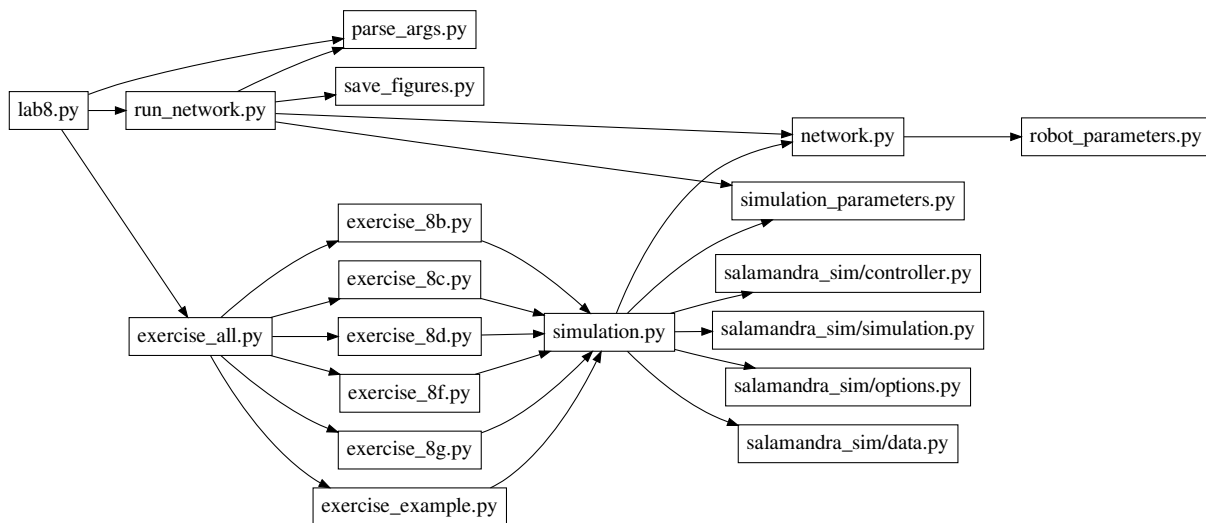 parse_args.py
save_figures.py
lab8.py
run_network.py
network.py
robot_parameters.py
simulation_parameters.py
exercise_8b.py
exercise_8c.py
salamandra_sim/controller.py
exercise_all.py
exercise_8d.py
simulation.py
salamandra_sim/simulation.py
exercise_8f.py
salamandra_sim/options.py
exercise_8g.py
salamandra_sim/data.py
exercise_example.py